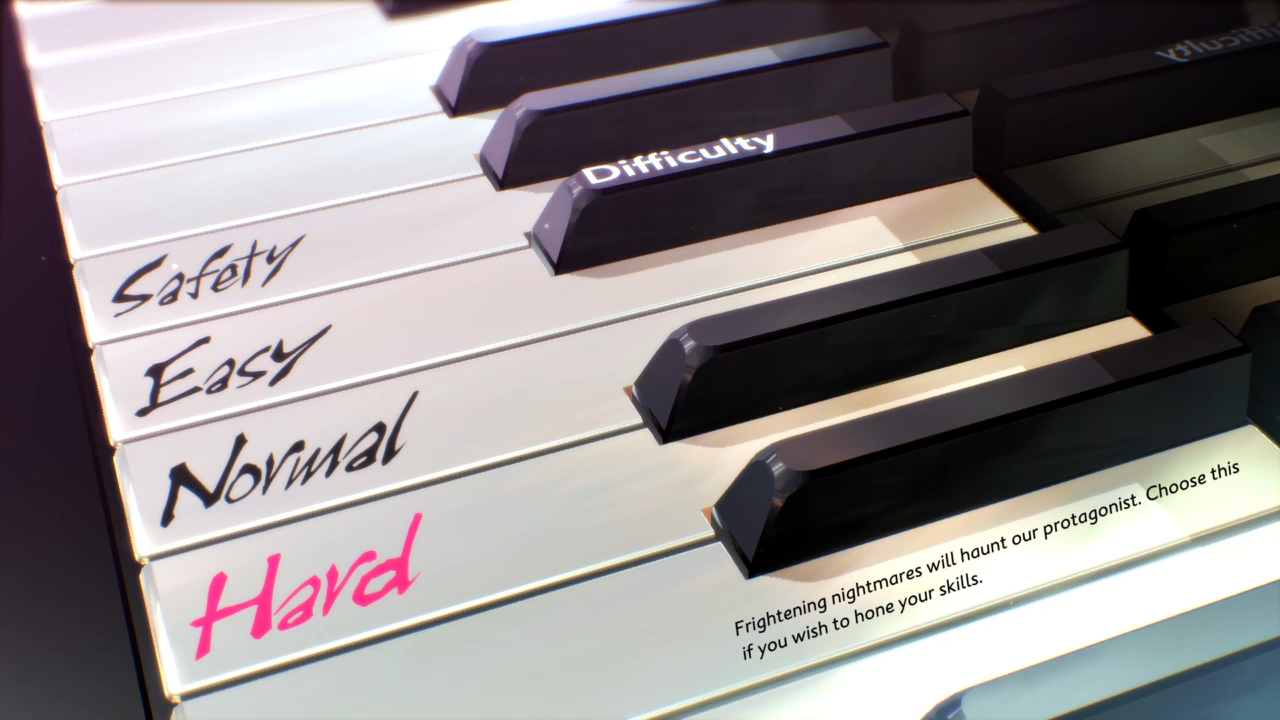 Difficulty
Difficulty
Safety
Easy
Normal
Hard
Frightening nightmares will haunt our protagonist. Choose this
if you wish to hone your skills.